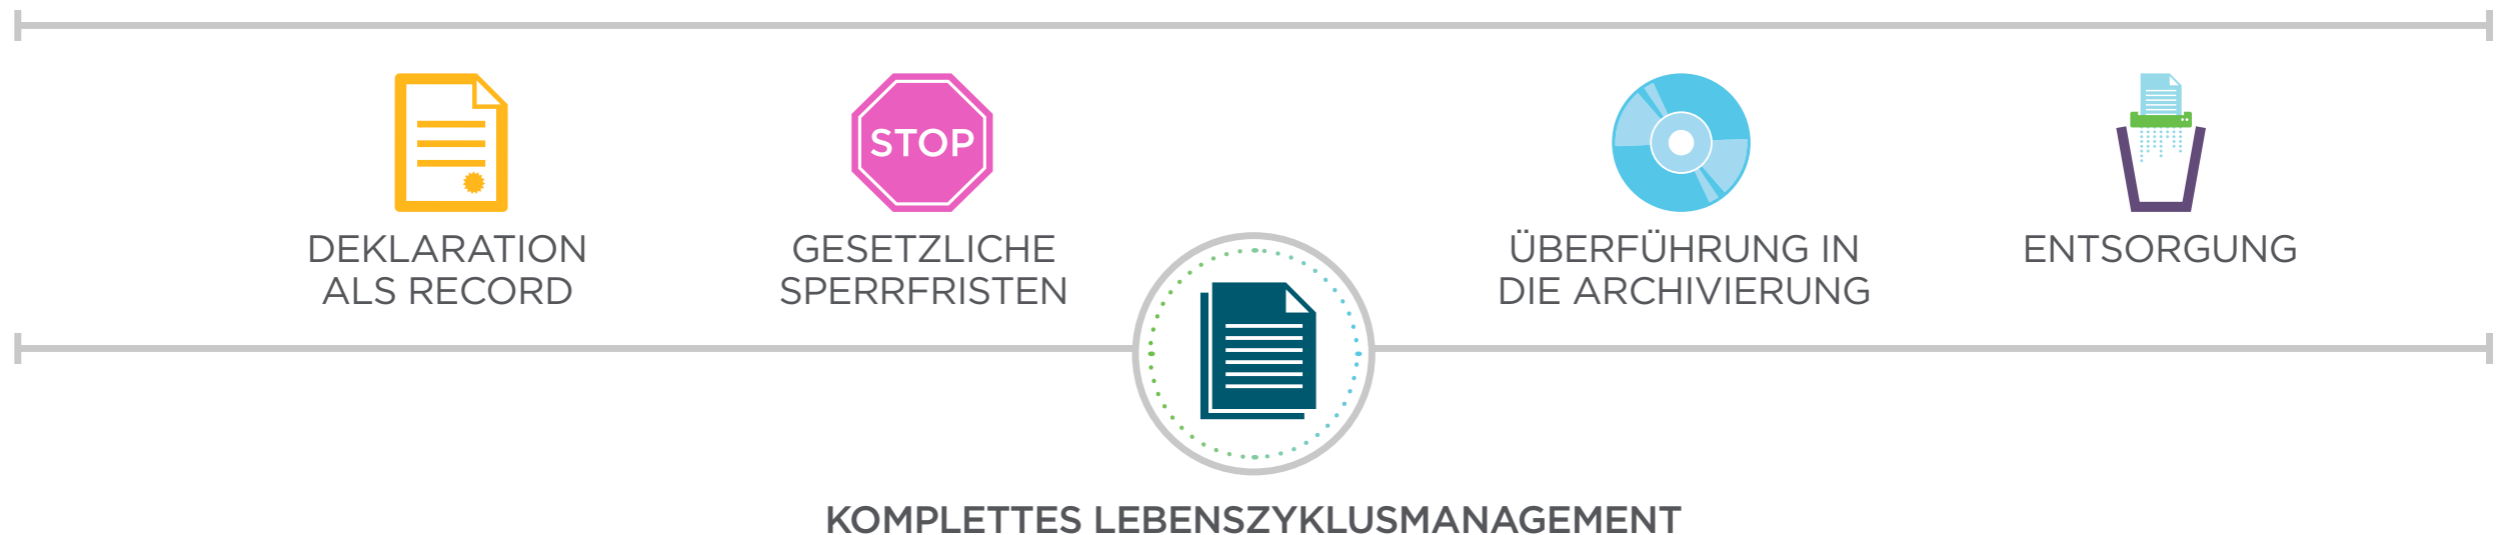 STOP
DEKLARATION
ALS RECORD
GESETZLICHE
SPERRFRISTEN
ÜBERFÜHRUNG IN
DIE ARCHIVIERUNG
ENTSORGUNG
KOMPLETTES LEBENSZYKLUSMANAGEMENT